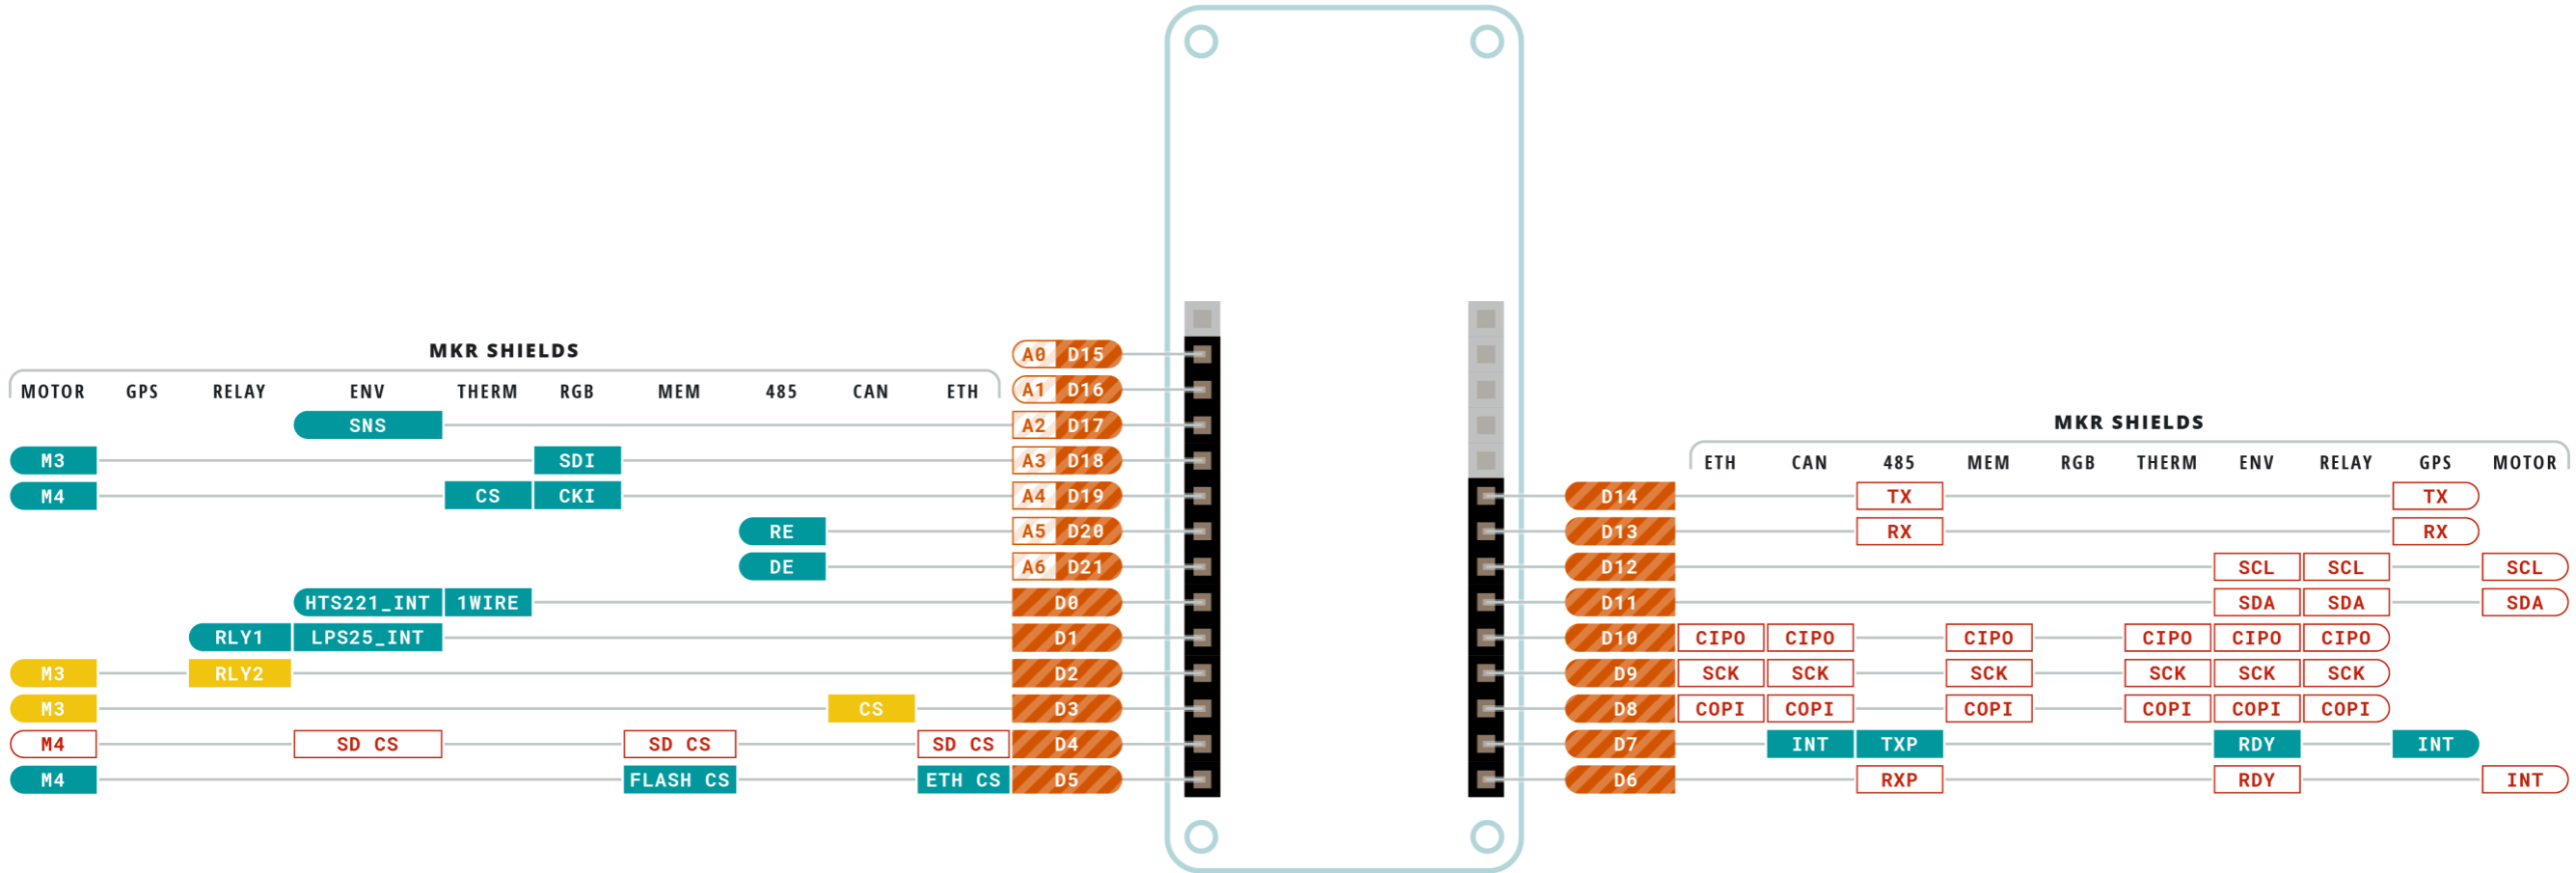 MKR SHIELDS
MOTOR GPS RELAY ENV THERM RGB MEM 485 CAN ETH
A0 D15
A1 D16
SNS A2 D17
M3 SDI A3 D18
M4 CS CKI A4 D19
RE A5 D20
DE A6 D21
HTS221_INT 1WIRE D0
RLY1 LPS25_INT D1
M3 RLY2 D2
M3 CS D3
M4 SD CS SD CS SD CS D4
M4 FLASH CS ETH CS D5
MKR SHIELDS
ETH CAN 485 MEM RGB THERM ENV RELAY GPS MOTOR
D14 TX TX
D13 RX RX
D12 SCL SCL SCL
D11 SDA SDA SDA
D10 CIPO CIPO CIPO CIPO CIPO CIPO
D9 SCK SCK SCK SCK SCK SCK
D8 COPI COPI COPI COPI COPI COPI
D7 INT TXP RDY INT
D6 RXP RDY INT